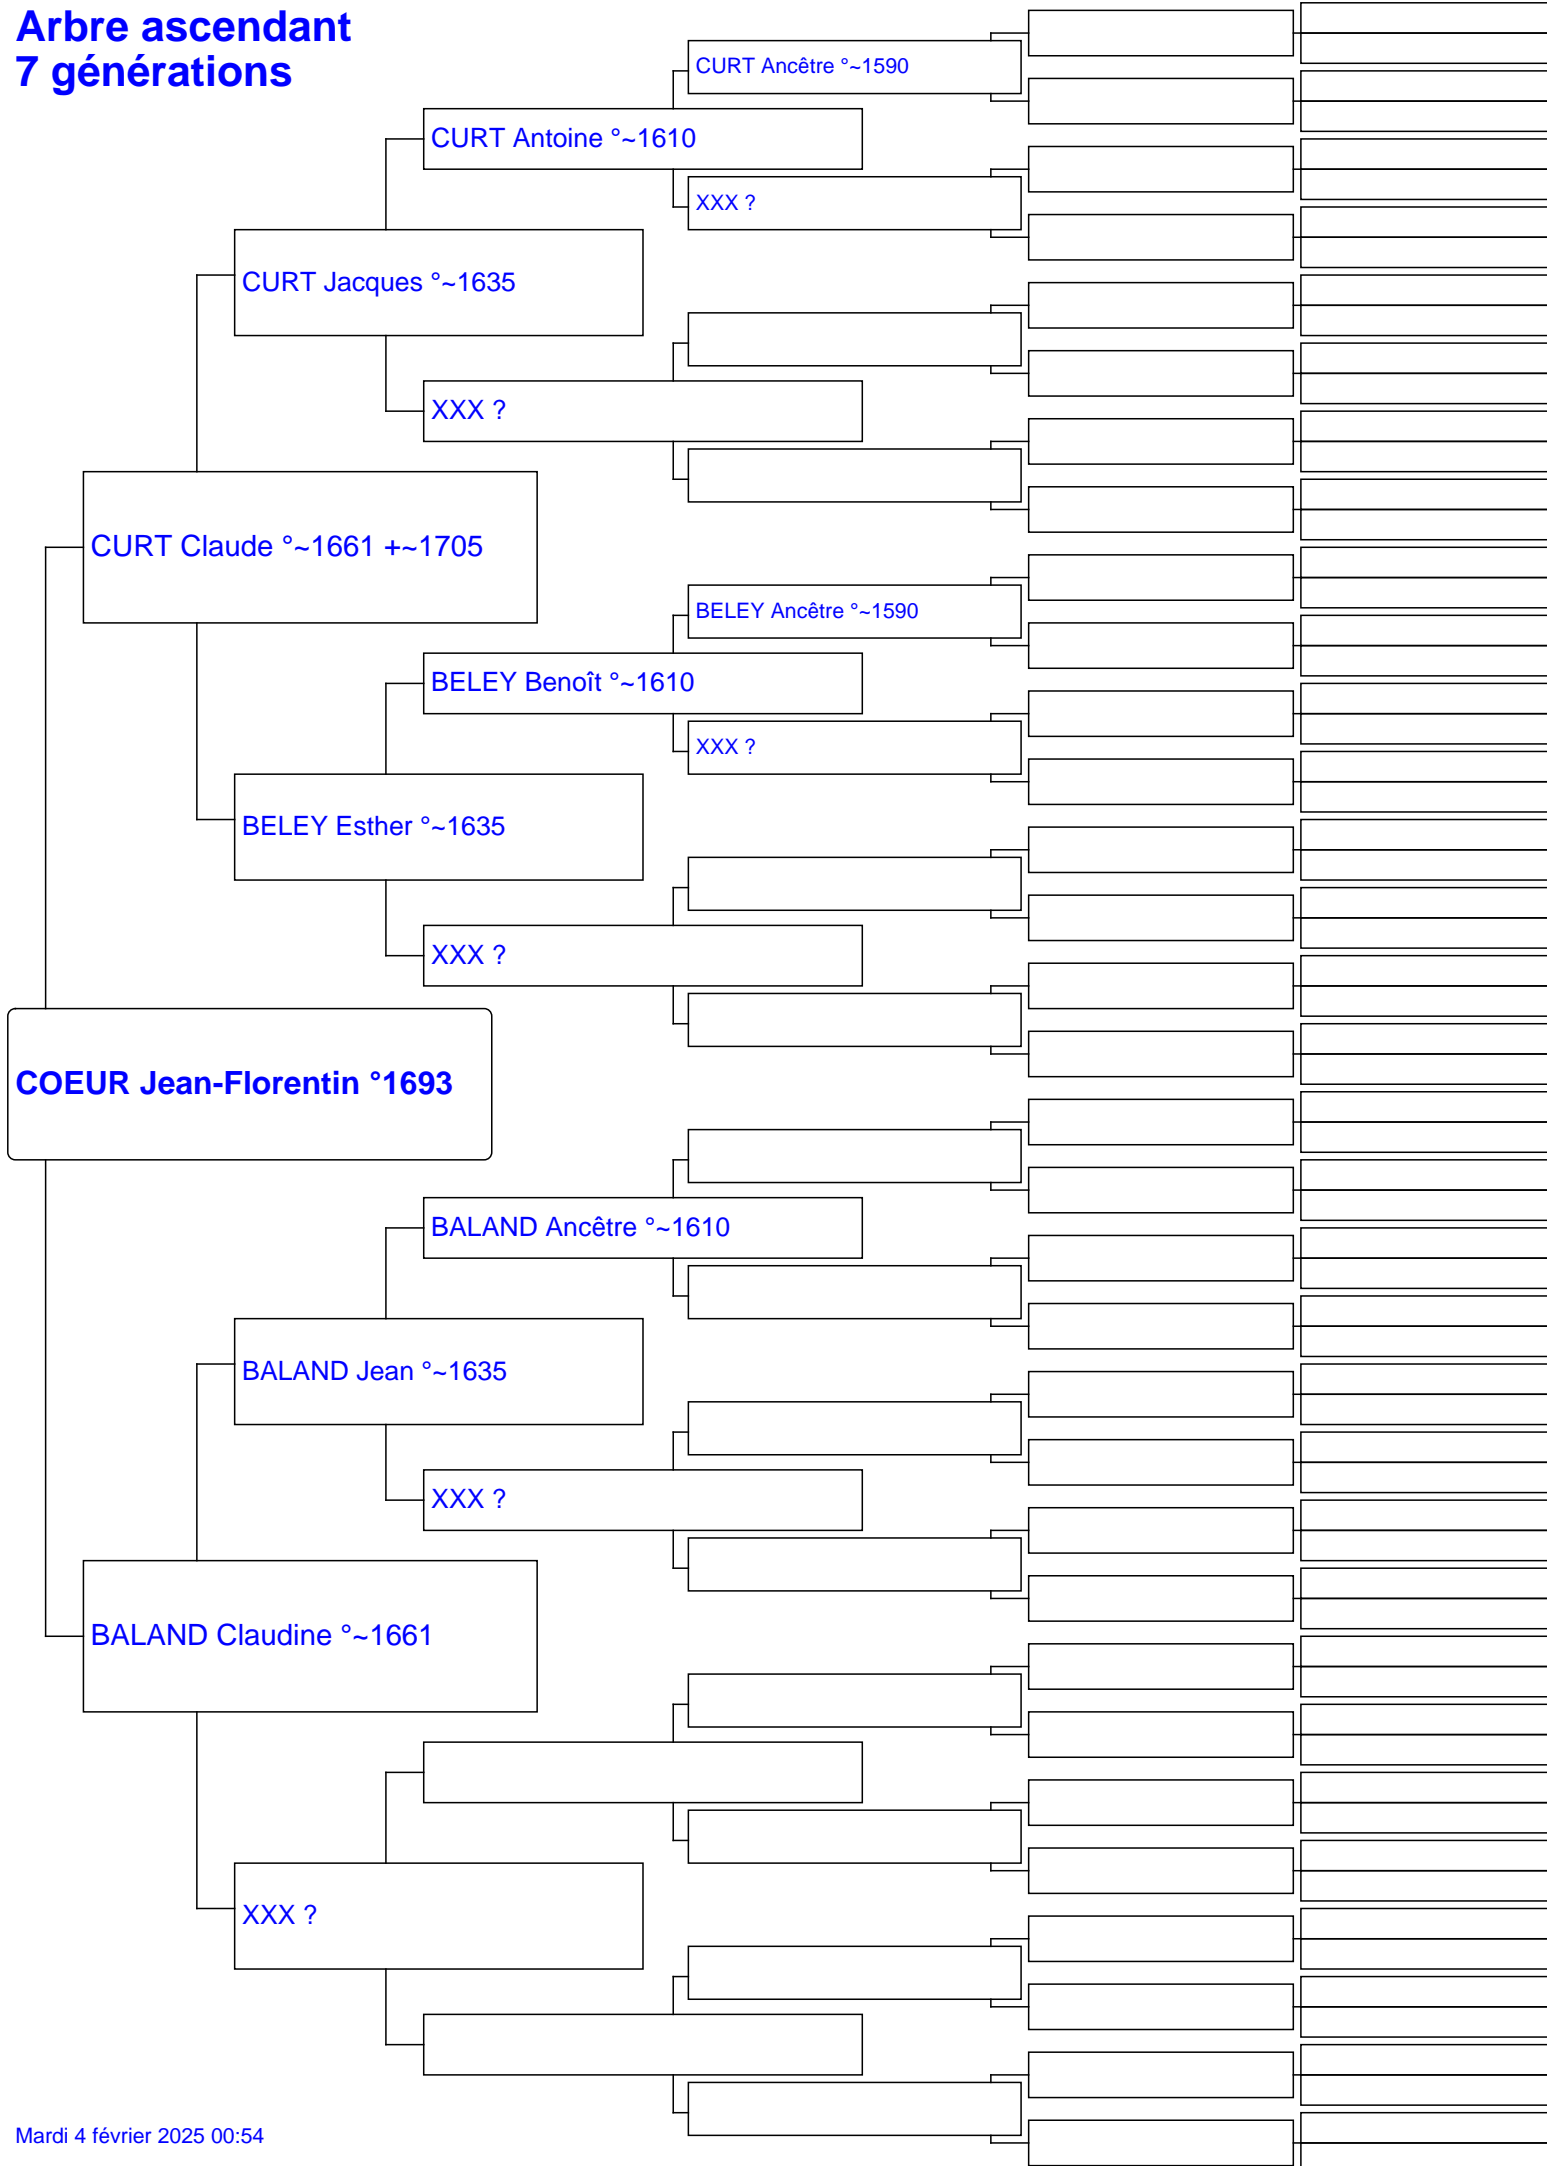 Arbre ascendant
7 générations
CURT Ancêtre °~1590
CURT Antoine °~1610
XXX ?
CURT Jacques °~1635
XXX ?
CURT Claude °~1661 +~1705
BELEY Ancêtre °~1590
BELEY Benoît °~1610
XXX ?
BELEY Esther °~1635
XXX ?
COEUR Jean-Florentin °1693
BALAND Ancêtre °~1610
BALAND Jean °~1635
XXX ?
BALAND Claudine °~1661
XXX ?
Mardi 4 février 2025 00:54